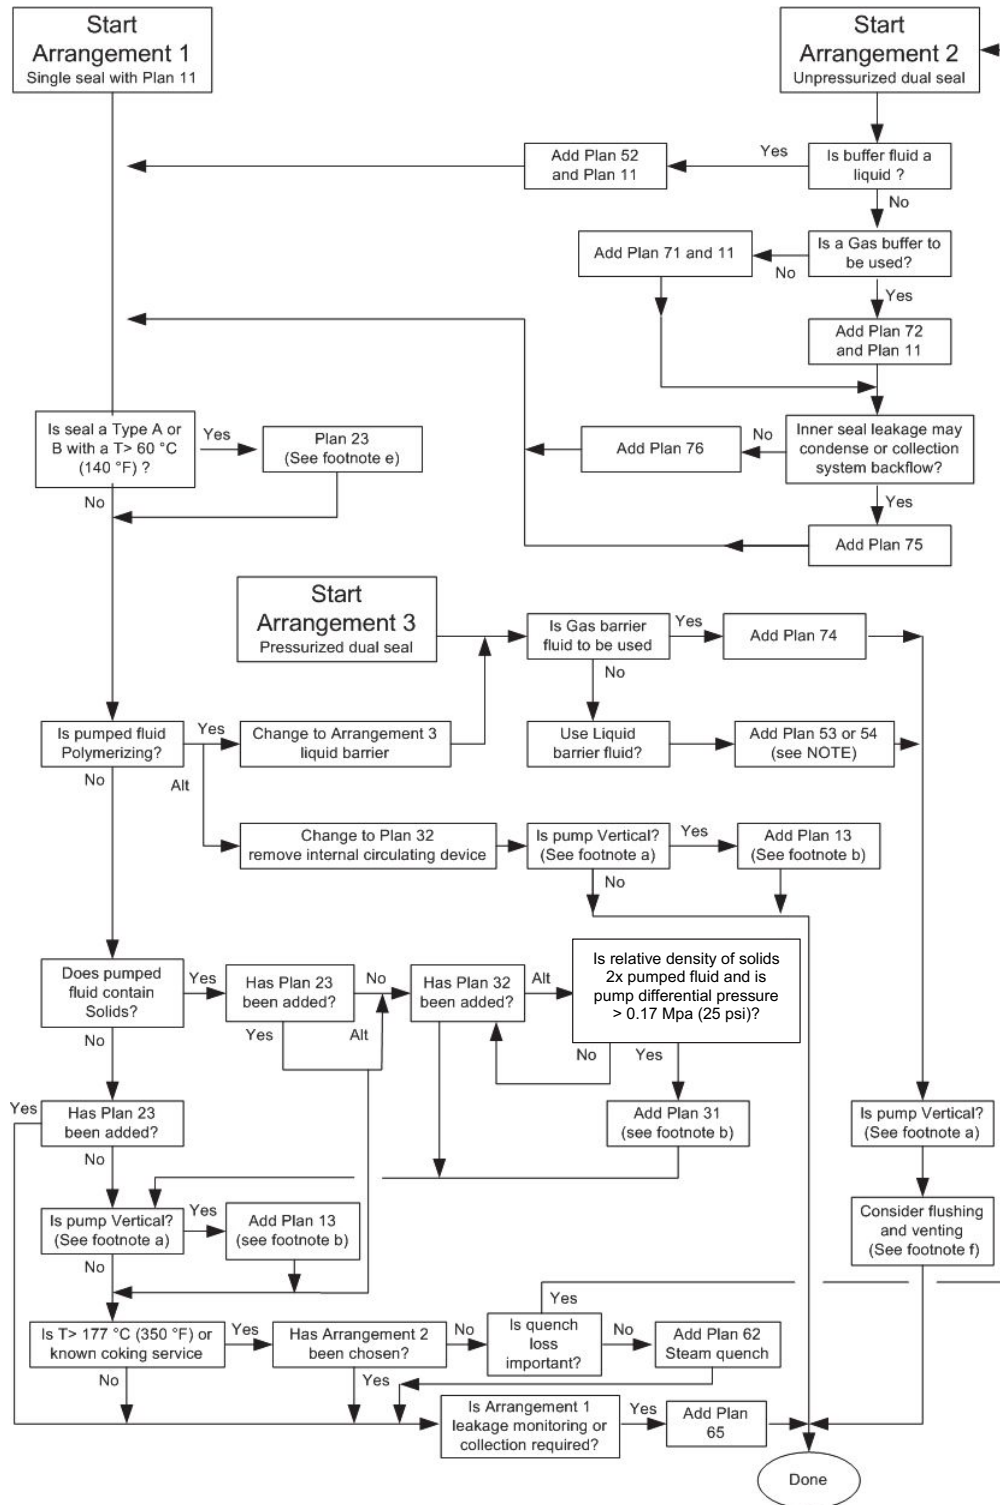 Start
Arrangement 1
Single seal with Plan 11
Start
Arrangement 2
Unpressurized dual seal
Add Plan 52
and Plan 11
Yes
Is buffer fluid a
liquid ?
No
Add Plan 71 and 11
No
Is a Gas buffer to
be used?
Yes
Add Plan 72
and Plan 11
Is seal a Type A or
B with a T> 60 °C
(140 °F) ?
Yes
Plan 23
(See footnote e)
No
Add Plan 76
No
Inner seal leakage may
condense or collection
system backflow?
Yes
Add Plan 75
Start
Arrangement 3
Pressurized dual seal
Is Gas barrier
fluid to be used
Yes
Add Plan 74
No
Is pumped fluid
Polymerizing?
Yes
Change to Arrangement 3
liquid barrier
Use Liquid
barrier fluid?
Add Plan 53 or 54
(see NOTE)
No
Alt
Change to Plan 32
remove internal circulating device
Is pump Vertical?
(See footnote a)
Yes
Add Plan 13
(See footnote b)
No
Does pumped
fluid contain
Solids?
Yes
Has Plan 23
been added?
No
Has Plan 32
been added?
Alt
Is relative density of solids
2x pumped fluid and is
pump differential pressure
> 0.17 Mpa (25 psi)?
No
Yes
Alt
No
Yes
Yes
Has Plan 23
been added?
Add Plan 31
(see footnote b)
Is pump Vertical?
(See footnote a)
No
Is pump Vertical?
(See footnote a)
Yes
Add Plan 13
(see footnote b)
Consider flushing
and venting
(See footnote f)
No
Yes
Is T> 177 °C (350 °F) or
known coking service
Yes
Has Arrangement 2
been chosen?
No
Is quench
loss
important?
No
Add Plan 62
Steam quench
No
Yes
Is Arrangement 1
leakage monitoring or
collection required?
Yes
Add Plan
65
Done